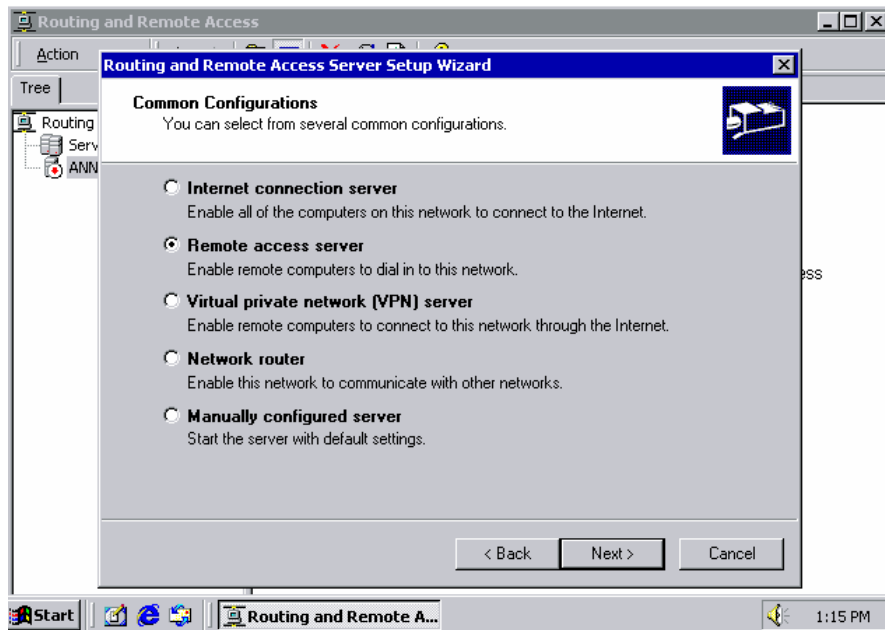 Routing and Remote Access
Action
Routing and Remote Access Server Setup Wizard
Tree
Common Configurations
You can select from several common configurations.
Routing
Serv
ANN
Internet connection server
Enable all of the computers on this network to connect to the Internet.
Remote access server
Enable remote computers to dial in to this network.
ess
Virtual private network (VPN) server
Enable remote computers to connect to this network through the Internet.
Network router
Enable this network to communicate with other networks.
Manually configured server
Start the server with default settings.
< Back
Next >
Cancel
Start
Routing and Remote A...
1:15 PM